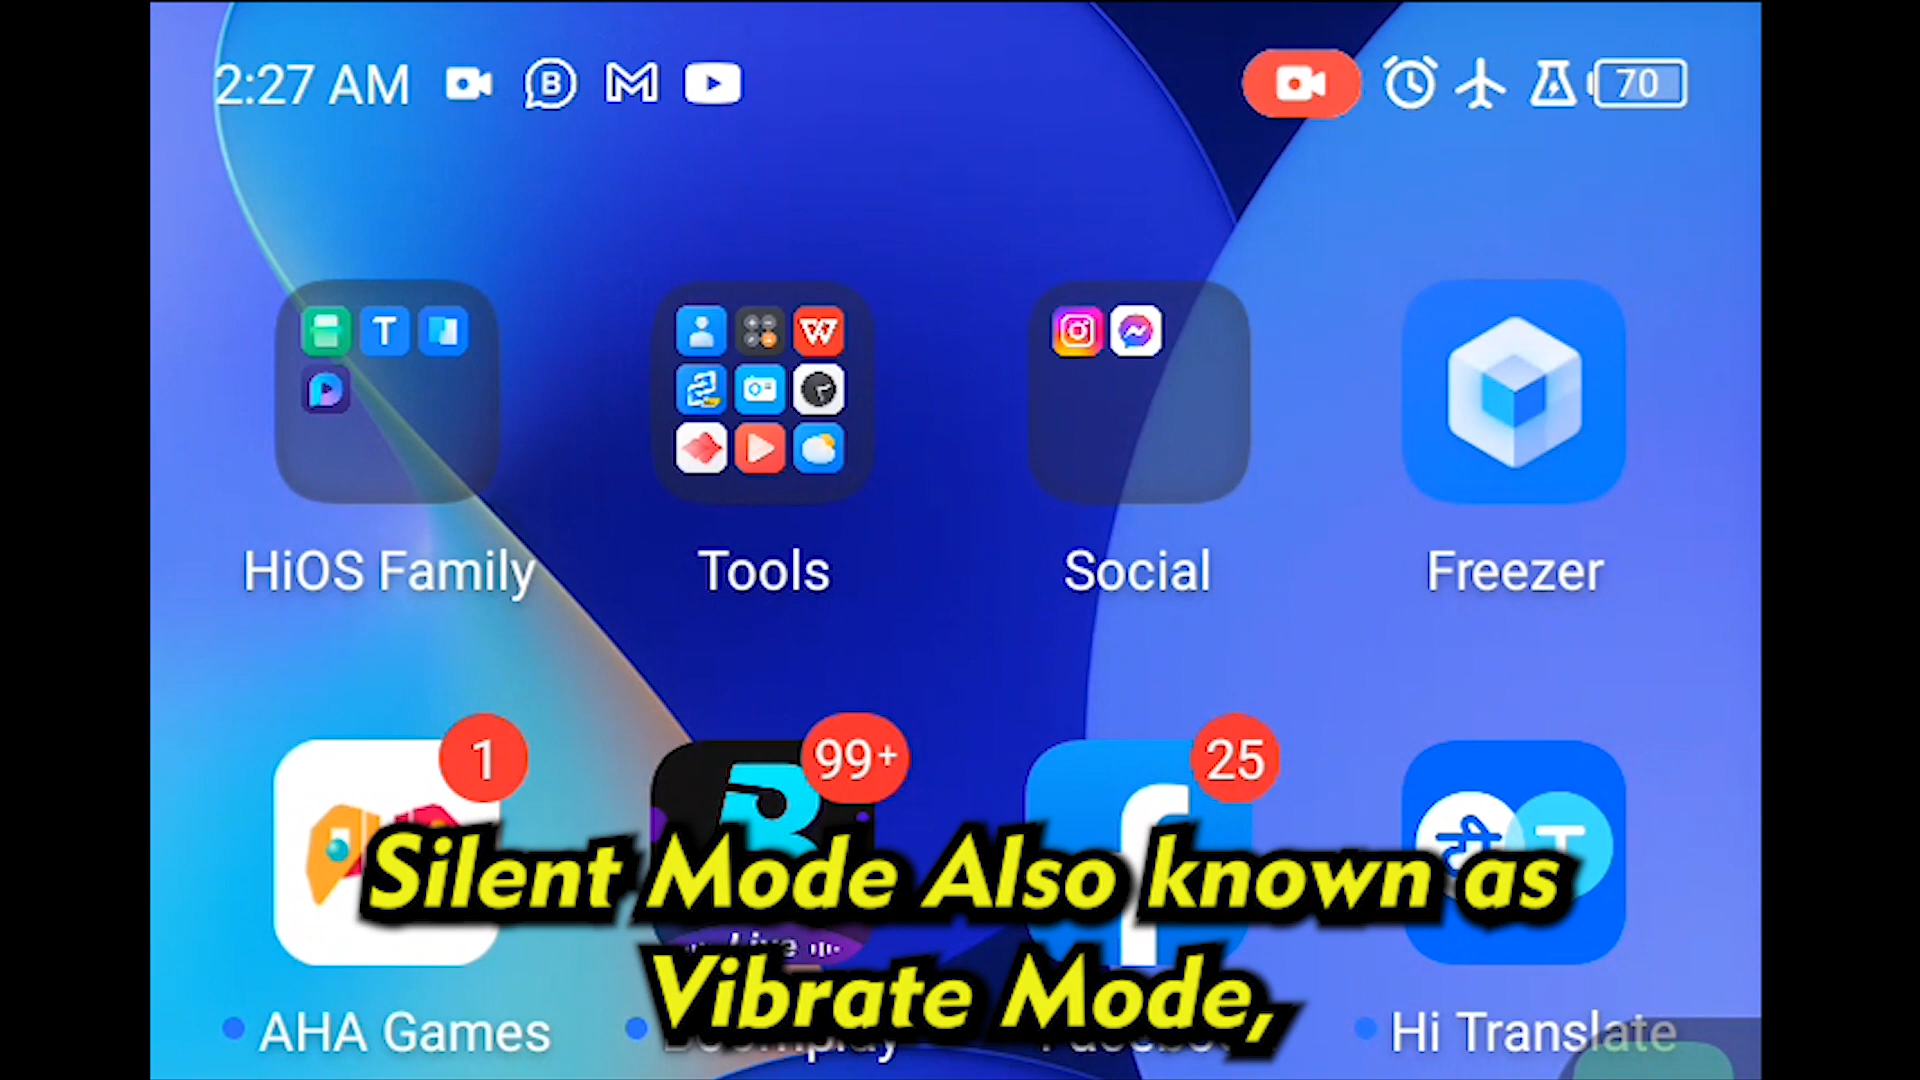 2:27 AM
70
HiOS Family
Tools
Social
Freezer
1
99+
25
Silent Mode Also known as
Vibrate Mode,
AHA Games
Hi Translate